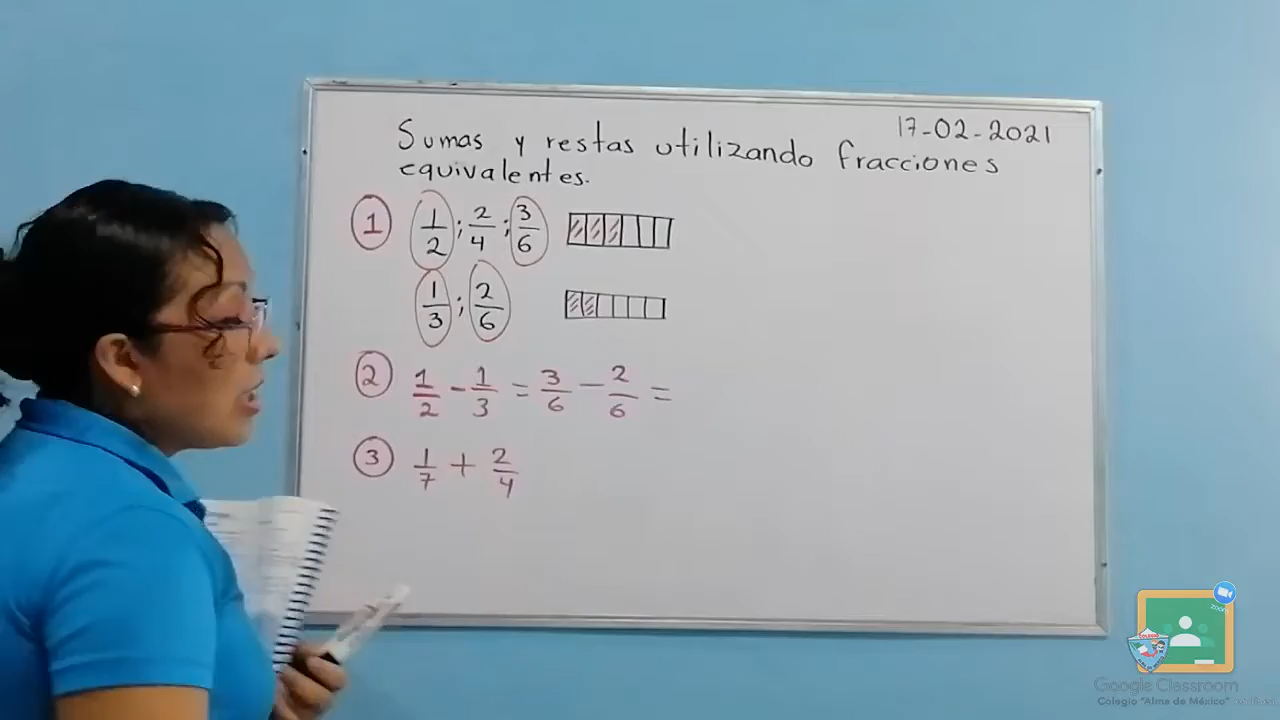 17-02-2021
Sumas y restas utilizando fracciones
equivalentes.
1 1/2 ; 2/4 ; 3/6
1/3 ; 2/6
2 1/2 - 1/3 = 3/6 - 2/6 =
3 1/7 + 2/4
zoom
Google Classroom
Colegio "Alma de México"